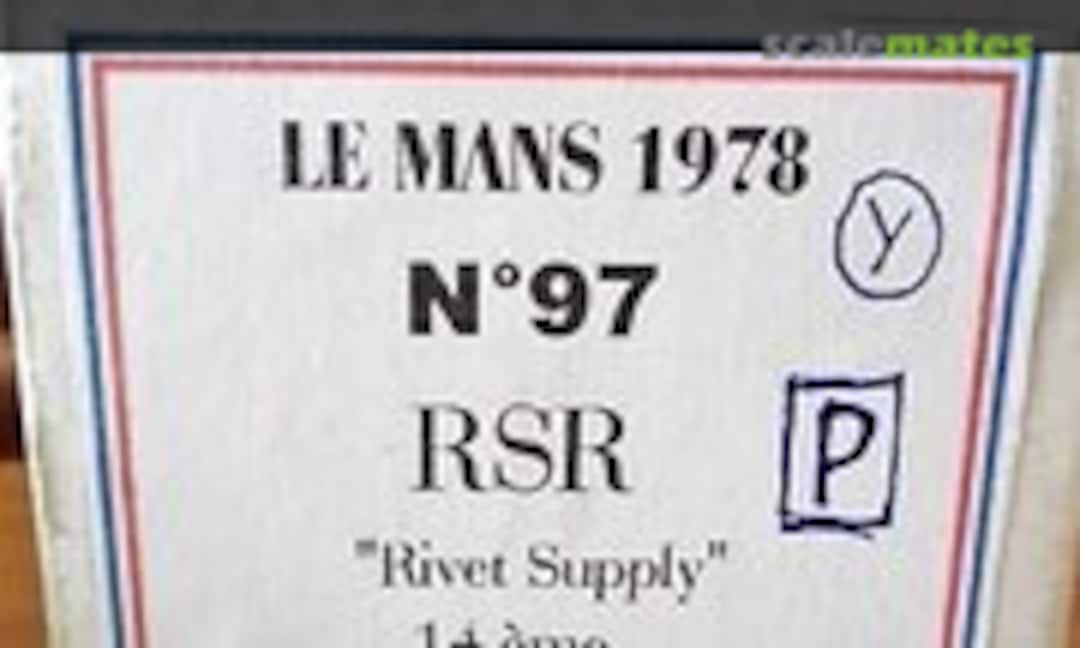 scalemates
LE MANS 1978
Y
N°97
RSR
P
"Rivet Supply"